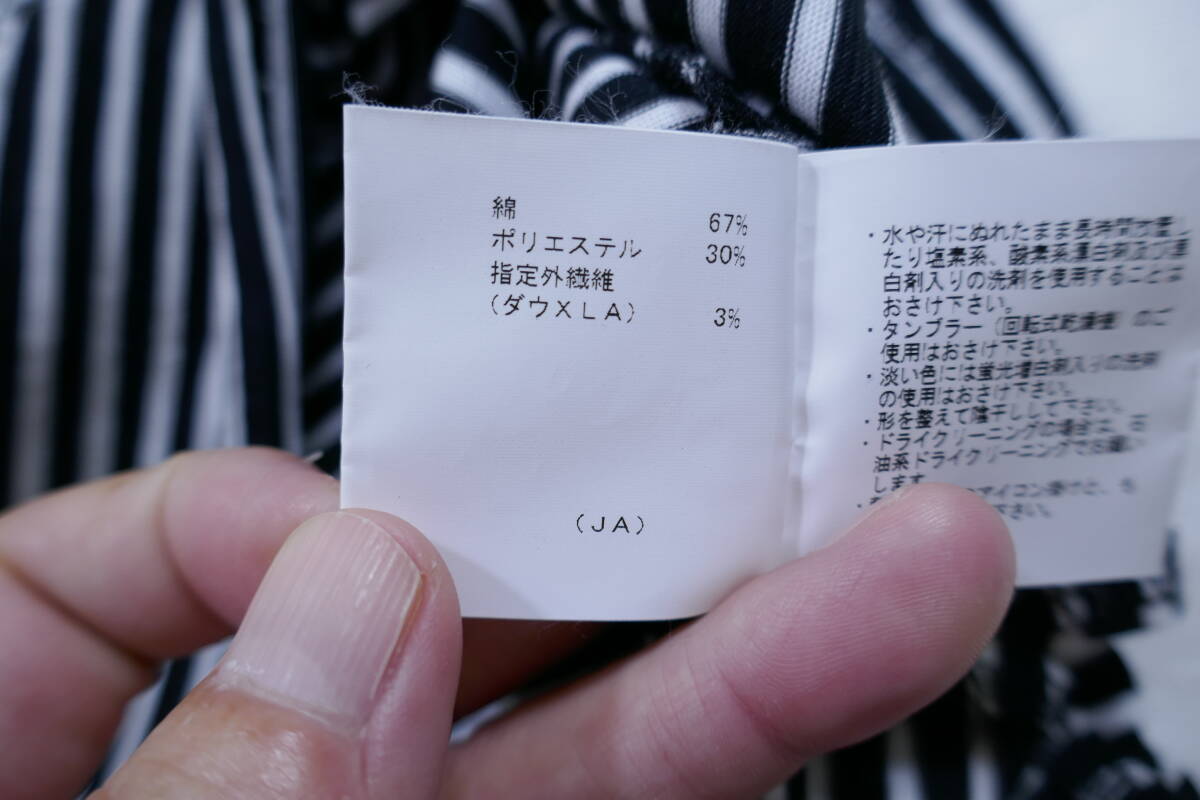 綿 67%
ポリエステル 30%
指定外繊維
(ダウXLA) 3%
(JA)
・水や汗にぬれたまま長時間放置し
たり塩素系、酸素系漂白剤及び漂
白剤入りの洗剤を使用することは
おさけ下さい。
・タンブラー(回転式乾燥機)のご
使用はおさけ下さい。
・淡い色には蛍光増白剤入りの洗剤
の使用はおさけ下さい。
・形を整えて陰干しして下さい。
・ドライクリーニングの場合は、石
油系ドライクリーニングでお願い
します